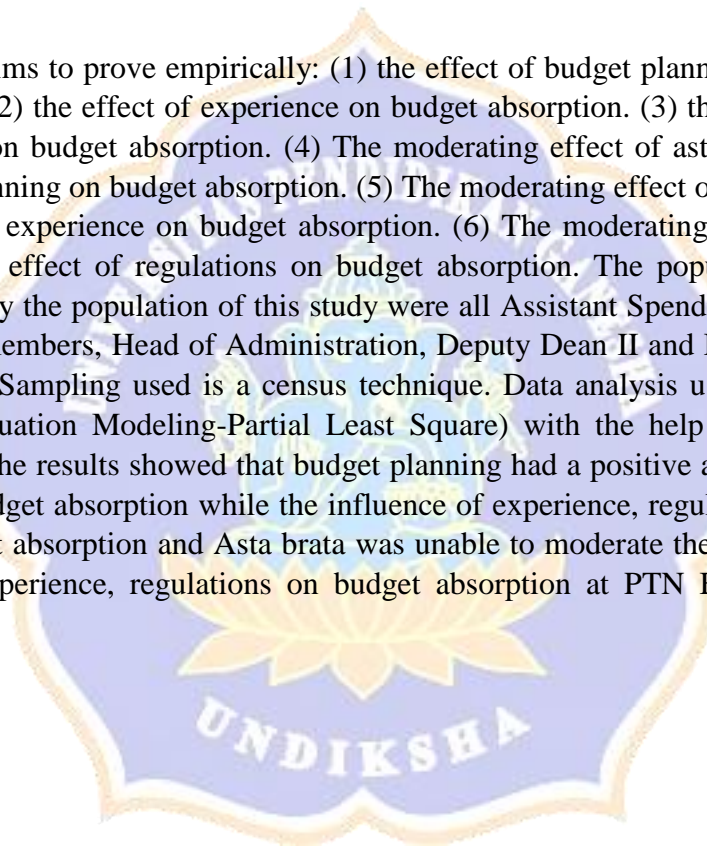 ms to prove empirically: (1) the effect of budget plann
2) the effect of experience on budget absorption. (3) th
on budget absorption. (4) The moderating effect of ast
nning on budget absorption. (5) The moderating effect o
experience on budget absorption. (6) The moderating
effect of regulations on budget absorption. The popu
y the population of this study were all Assistant Spend
nembers, Head of Administration, Deputy Dean II and
Sampling used is a census technique. Data analysis u
uation Modeling-Partial Least Square) with the help
he results showed that budget planning had a positive a
dget absorption while the influence of experience, regul
t absorption and Asta brata was unable to moderate the
xperience, regulations on budget absorption at PTN
UNIVERSITAS PENDIDIKAN GANESHA
UNDIKSHA